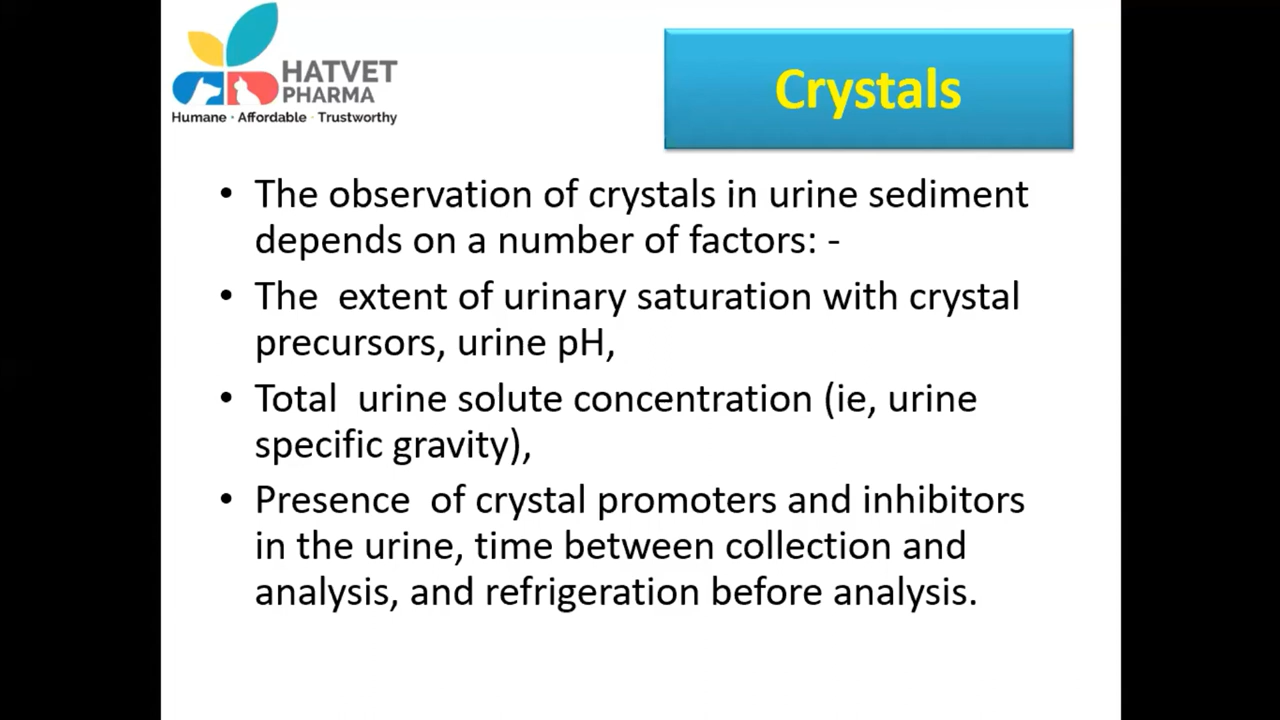 HATVET
PHARMA
Humane · Affordable · Trustworthy
Crystals
• The observation of crystals in urine sediment
depends on a number of factors: -
• The  extent of urinary saturation with crystal
precursors, urine pH,
• Total  urine solute concentration (ie, urine
specific gravity),
• Presence  of crystal promoters and inhibitors
in the urine, time between collection and
analysis, and refrigeration before analysis.